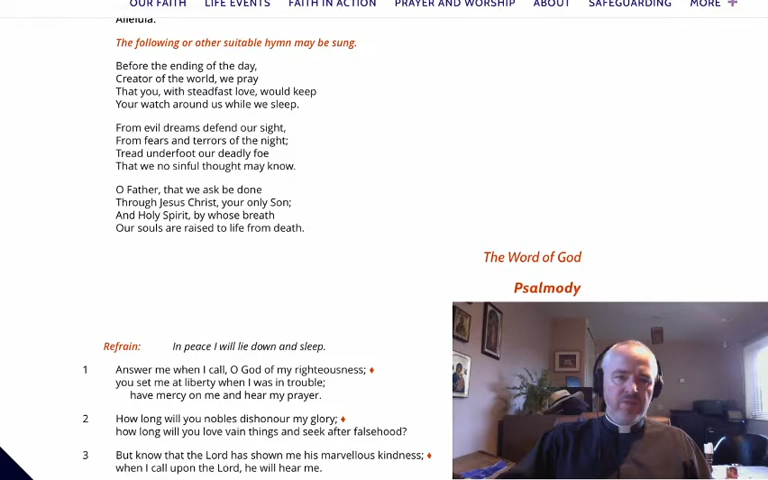 OUR FAITH LIFE EVENTS FAITH IN ACTION PRAYER AND WORSHIP ABOUT SAFEGUARDING MORE +
Alleluia.
The following or other suitable hymn may be sung.
Before the ending of the day,
Creator of the world, we pray
That you, with steadfast love, would keep
Your watch around us while we sleep.
From evil dreams defend our sight,
From fears and terrors of the night;
Tread underfoot our deadly foe
That we no sinful thought may know.
O Father, that we ask be done
Through Jesus Christ, your only Son;
And Holy Spirit, by whose breath
Our souls are raised to life from death.
The Word of God
Psalmody
Refrain: In peace I will lie down and sleep.
1 Answer me when I call, O God of my righteousness; ♦
you set me at liberty when I was in trouble;
have mercy on me and hear my prayer.
2 How long will you nobles dishonour my glory; ♦
how long will you love vain things and seek after falsehood?
3 But know that the Lord has shown me his marvellous kindness; ♦
when I call upon the Lord, he will hear me.